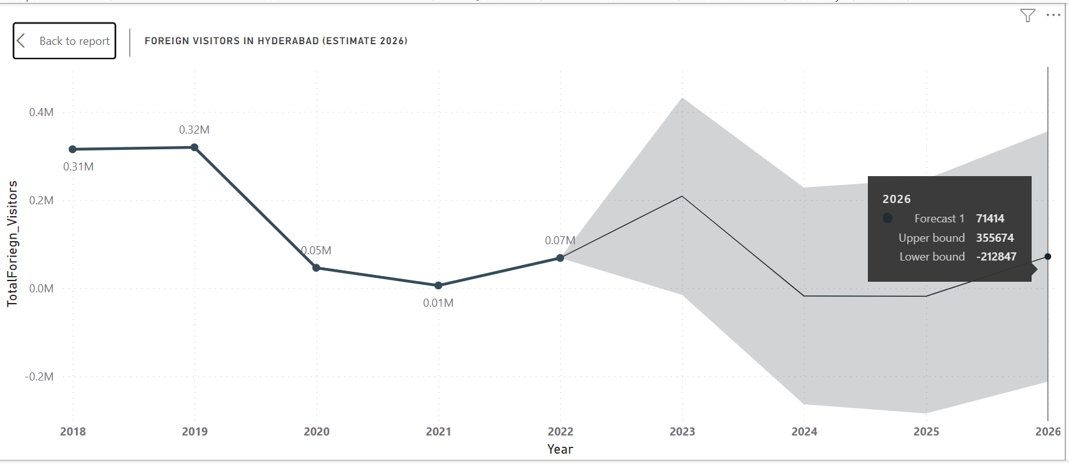 Back to report
FOREIGN VISITORS IN HYDERABAD (ESTIMATE 2026)
TotalForiegn_Visitors
0.4M
0.2M
0.0M
-0.2M
0.31M
0.32M
0.05M
0.01M
0.07M
2026
Forecast 1 71414
Upper bound 355674
Lower bound -212847
2018 2019 2020 2021 2022 2023 2024 2025 2026
Year